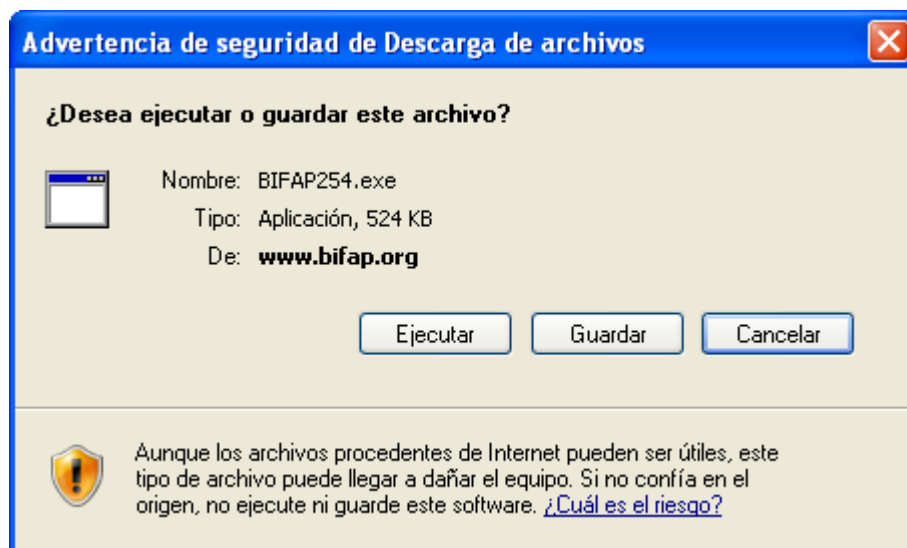 Advertencia de seguridad de Descarga de archivos
¿Desea ejecutar o guardar este archivo?
Nombre: BIFAP254.exe
Tipo: Aplicación, 524 KB
De: www.bifap.org
Ejecutar Guardar Cancelar
Aunque los archivos procedentes de Internet pueden ser útiles, este
tipo de archivo puede llegar a dañar el equipo. Si no confía en el
origen, no ejecute ni guarde este software. ¿Cuál es el riesgo?